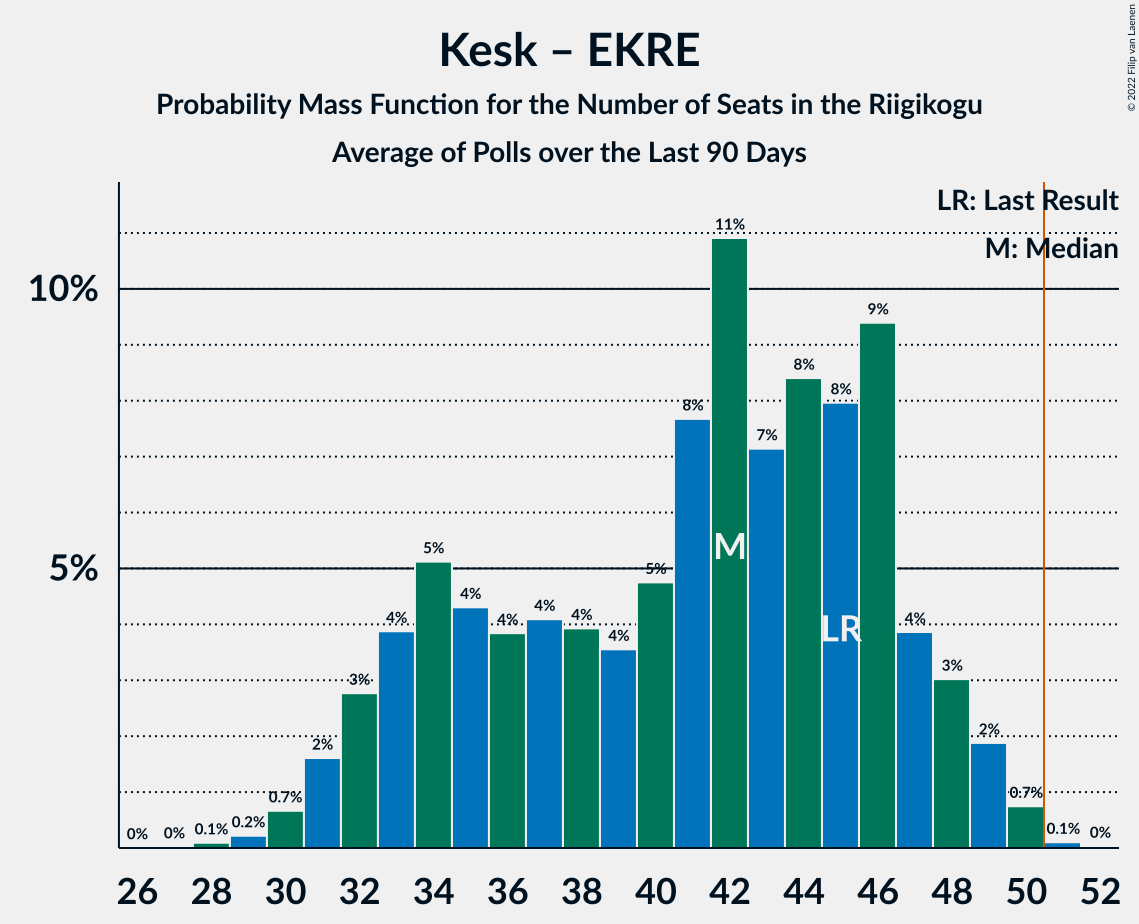 Kesk – EKRE
Probability Mass Function for the Number of Seats in the Riigikogu
Average of Polls over the Last 90 Days
© 2022 Filip van Laenen
LR: Last Result
M: Median
10%
5%
0% 0% 0.1% 0.2% 0.7% 2% 3% 4% 5% 4% 4% 4% 4% 4% 5% 8% 11% 7% 8% 8% 9% 4% 3% 2% 0.7% 0.1% 0%
M
LR
26 28 30 32 34 36 38 40 42 44 46 48 50 52